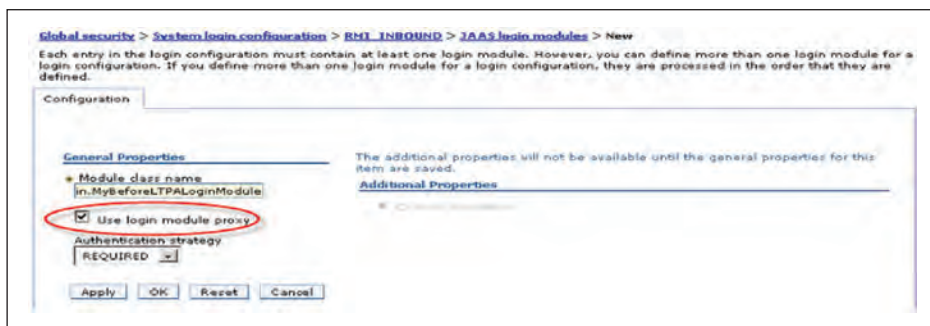 Global security > System login configuration > RMI_INBOUND > JAAS login modules > New
Each entry in the login configuration must contain at least one login module. However, you can define more than one login module for a
login configuration. If you define more than one login module for a login configuration, they are processed in the order that they are
defined.
Configuration
General Properties
Module class name
in.MyBeforeLTPALoginModule
Use login module proxy
Authentication strategy
REQUIRED
Apply OK Reset Cancel
The additional properties will not be available until the general properties for this
item are saved.
Additional Properties